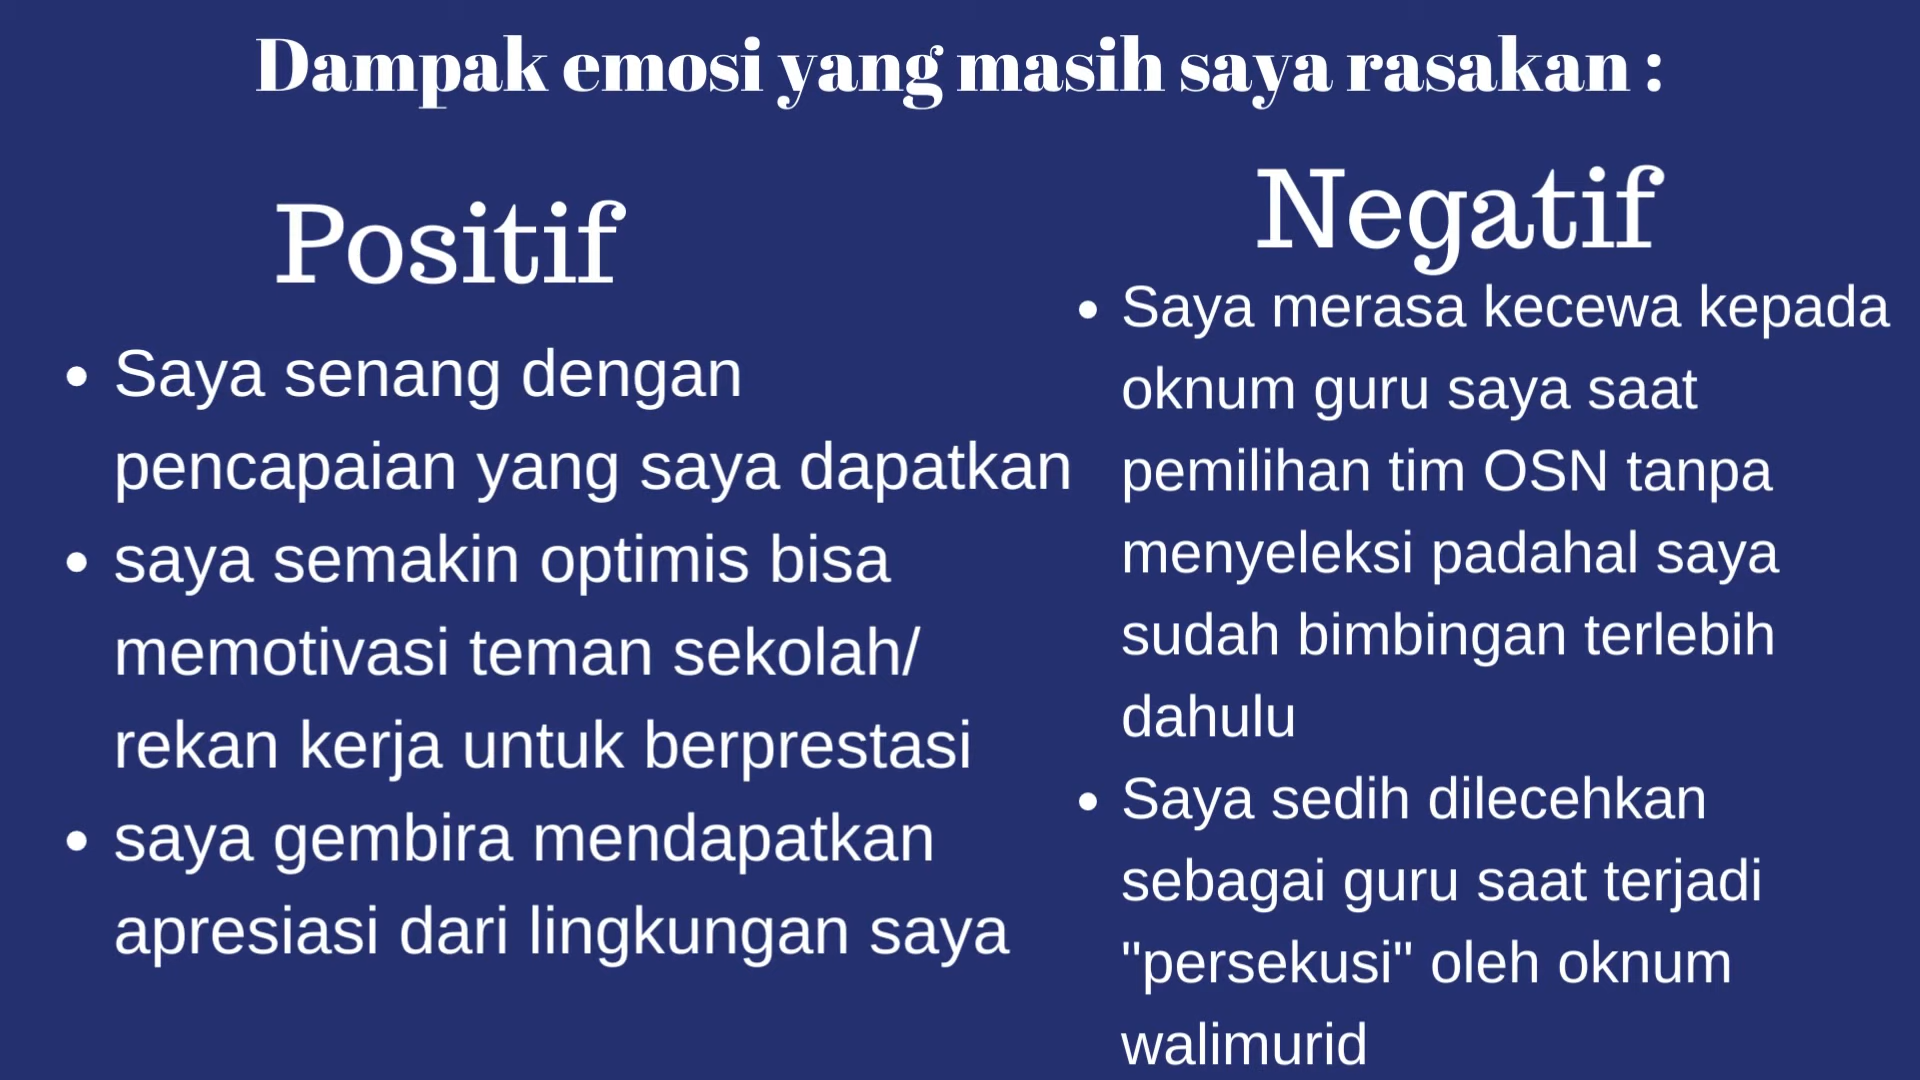 Dampak emosi yang masih saya rasakan :
Positif
• Saya senang dengan
pencapaian yang saya dapatkan
• saya semakin optimis bisa
memotivasi teman sekolah/
rekan kerja untuk berprestasi
• saya gembira mendapatkan
apresiasi dari lingkungan saya
Negatif
• Saya merasa kecewa kepada
oknum guru saya saat
pemilihan tim OSN tanpa
menyeleksi padahal saya
sudah bimbingan terlebih
dahulu
• Saya sedih dilecehkan
sebagai guru saat terjadi
"persekusi" oleh oknum
walimurid